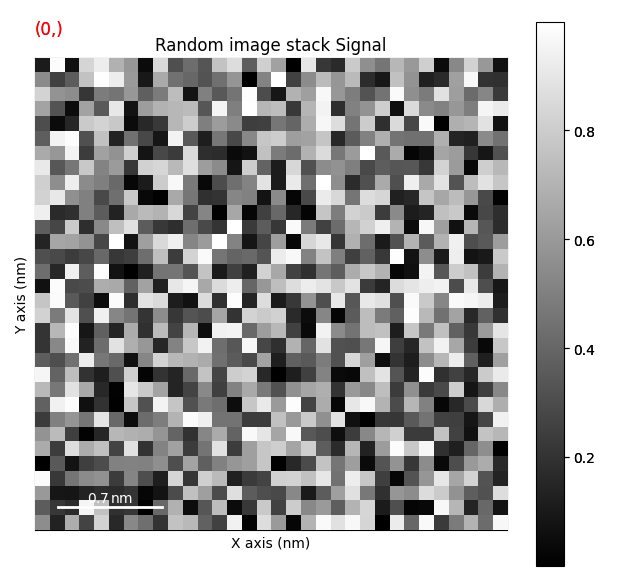 (0,)
Random image stack Signal
Y axis (nm)
0.8
0.6
0.4
0.2
0.7 nm
X axis (nm)